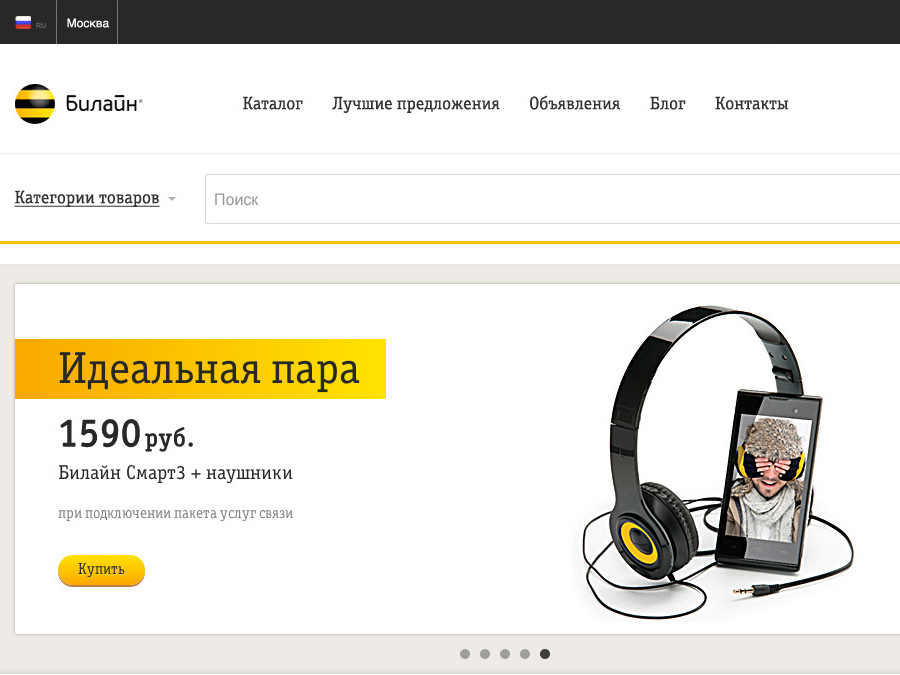 RU
Москва
Билайн®
Каталог
Лучшие предложения
Объявления
Блог
Контакты
Категории товаров
Поиск
Идеальная пара
1590 руб.
Билайн Смарт3 + наушники
при подключении пакета услуг связи
Купить